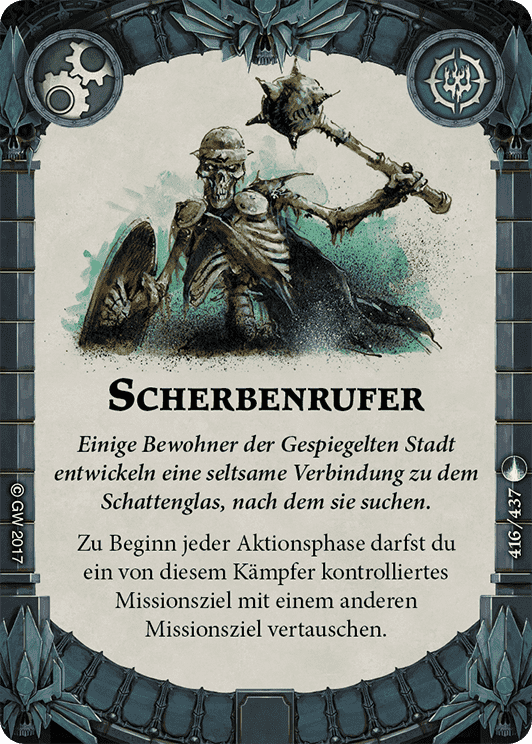 Scherbenrufer
Einige Bewohner der Gespiegelten Stadt
entwickeln eine seltsame Verbindung zu dem
Schattenglas, nach dem sie suchen.
Zu Beginn jeder Aktionsphase darfst du
ein von diesem Kämpfer kontrolliertes
Missionsziel mit einem anderen
Missionsziel vertauschen.
© GW 2017
416/437